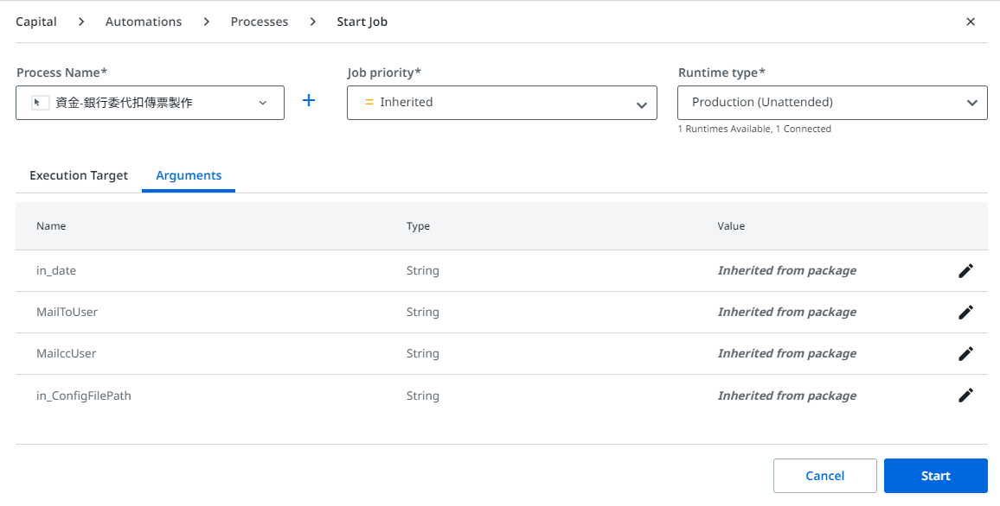 Capital > Automations > Processes > Start Job
Process Name* Job priority* Runtime type*
資金-銀行委代扣傳票製作 + = Inherited Production (Unattended)
1 Runtimes Available, 1 Connected
Execution Target Arguments
Name Type Value
in_date String Inherited from package
MailToUser String Inherited from package
MailccUser String Inherited from package
in_ConfigFilePath String Inherited from package
Cancel Start